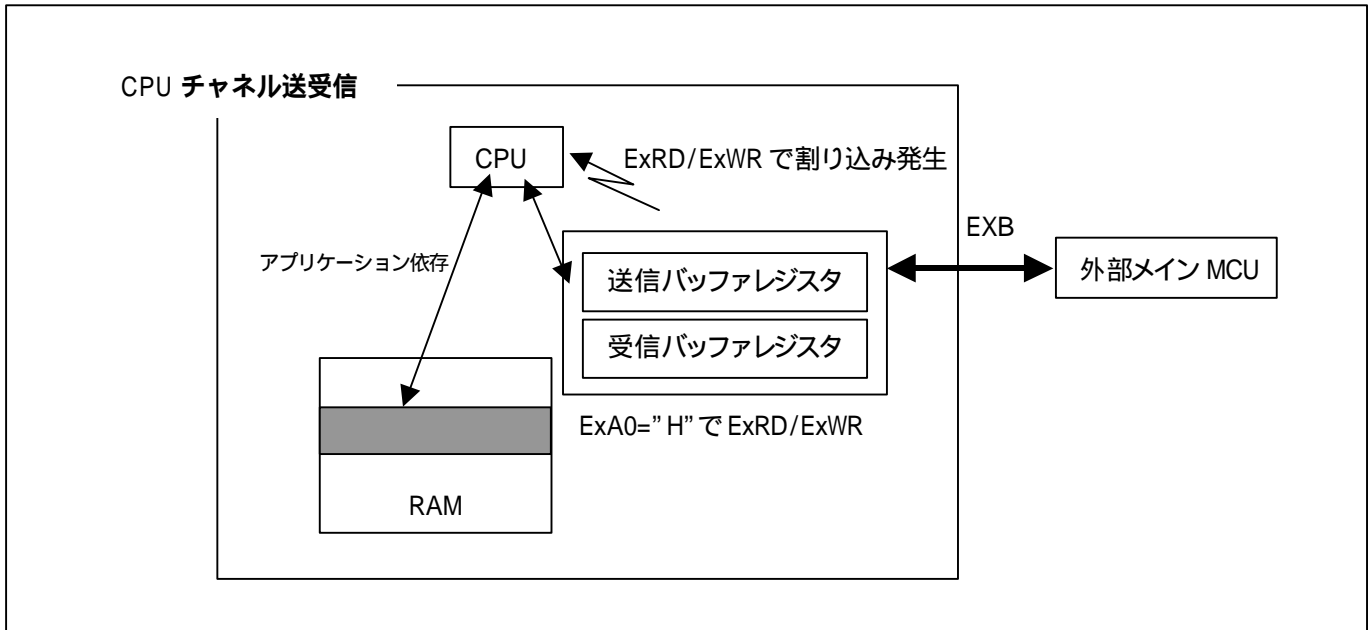 CPU チャネル送受信
CPU
ExRD/ExWR で割り込み発生
EXB
アプリケーション依存
送信バッファレジスタ
外部メイン MCU
受信バッファレジスタ
ExA0=”H”で ExRD/ExWR
RAM